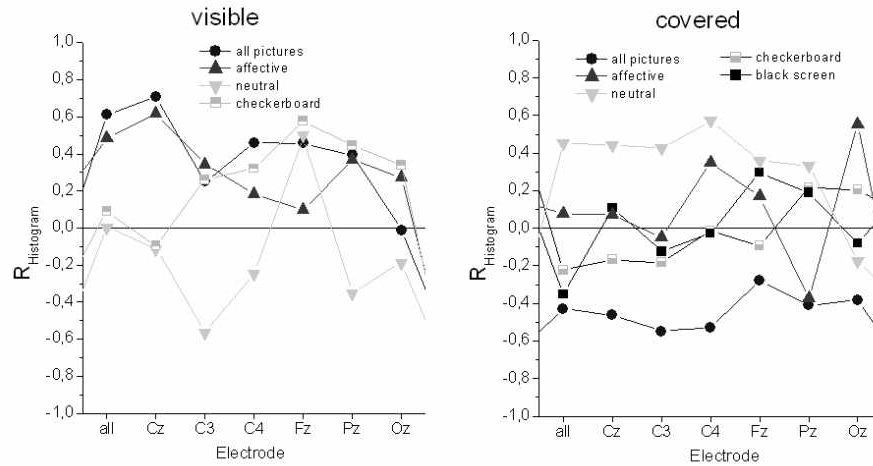 visible
1,0
0,8
0,6
0,4
0,2
0,0
-0,2
-0,4
-0,6
-0,8
-1,0
R Histogram
all pictures
affective
neutral
checkerboard
all Cz C3 C4 Fz Pz Oz
Electrode
covered
1,0
0,8
0,6
0,4
0,2
0,0
-0,2
-0,4
-0,6
-0,8
-1,0
R Histogram
all pictures
affective
neutral
checkerboard
black screen
all Cz C3 C4 Fz Pz Oz
Electrode